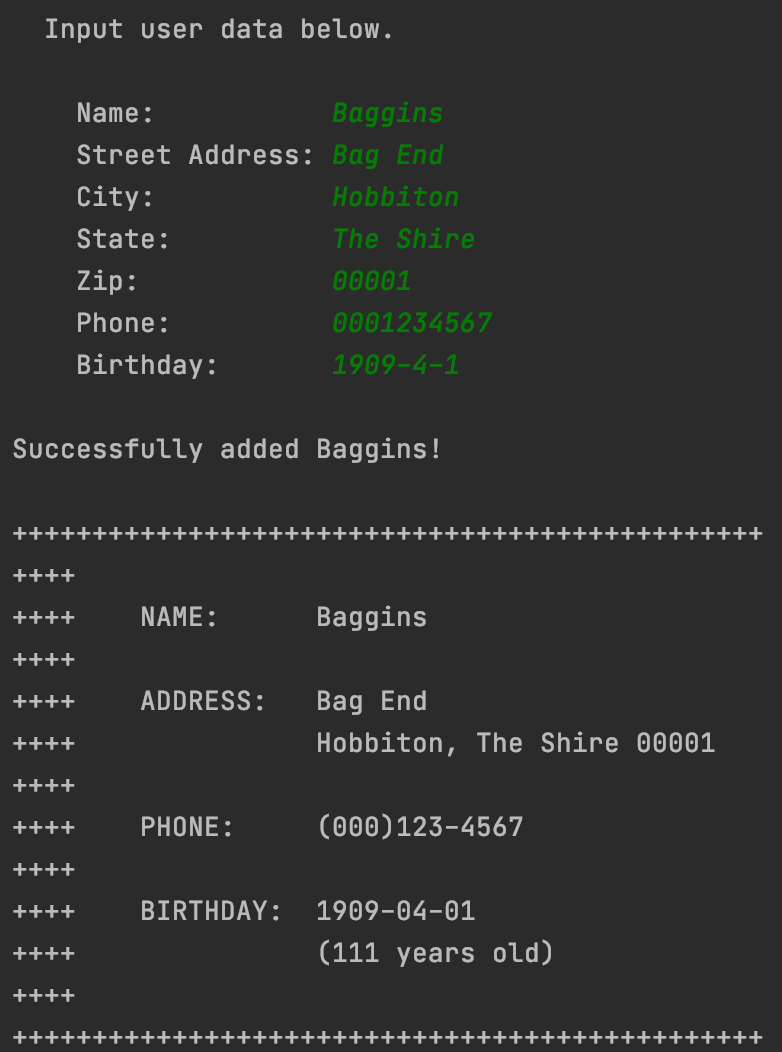 Input user data below.
Name: Baggins
Street Address: Bag End
City: Hobbiton
State: The Shire
Zip: 00001
Phone: 0001234567
Birthday: 1909-4-1
Successfully added Baggins!
+++++++++++++++++++++++++++++++++++++++++++++++
++++
++++ NAME: Baggins
++++
++++ ADDRESS: Bag End
++++ Hobbiton, The Shire 00001
++++
++++ PHONE: (000)123-4567
++++
++++ BIRTHDAY: 1909-04-01
++++ (111 years old)
++++
+++++++++++++++++++++++++++++++++++++++++++++++